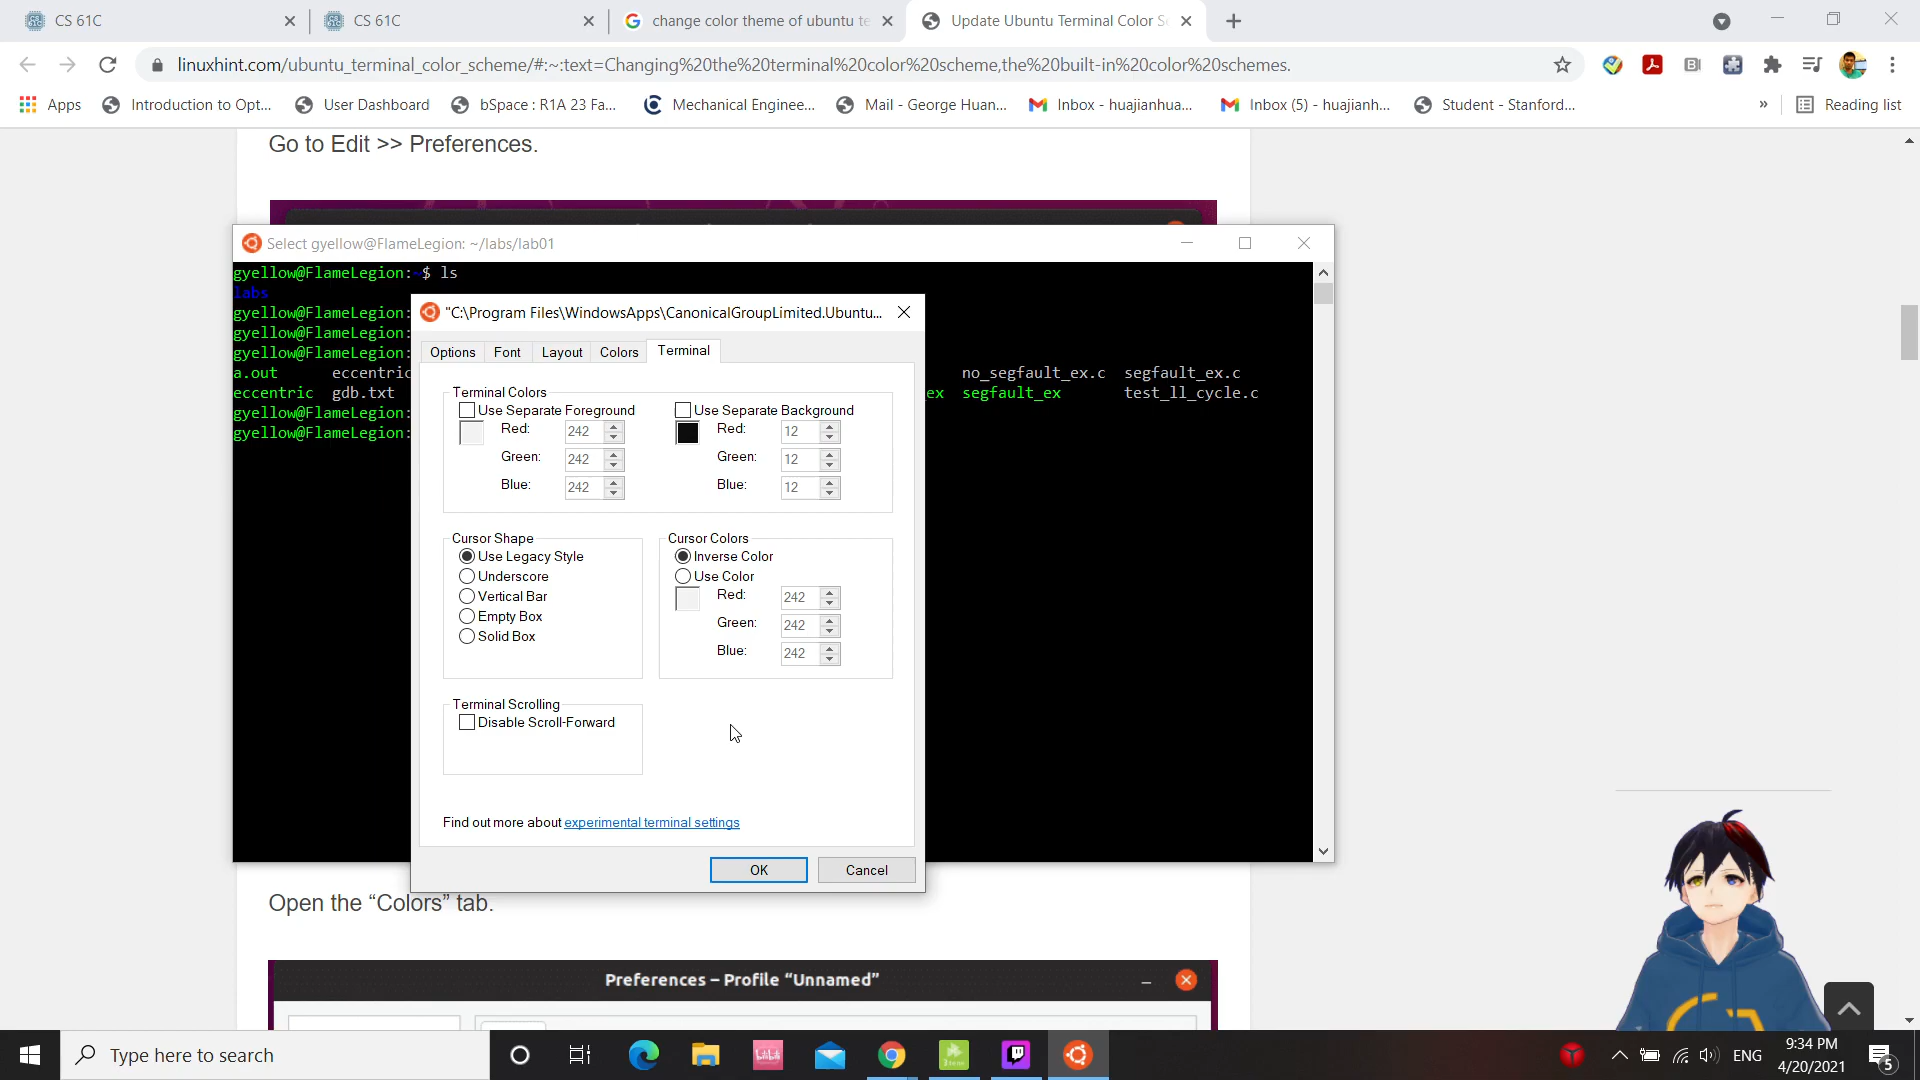 CS 61C
CS 61C
change color theme of ubuntu te
Update Ubuntu Terminal Color S
linuxhint.com/ubuntu_terminal_color_scheme/#:~:text=Changing%20the%20terminal%20color%20scheme,the%20built-in%20color%20schemes.
Apps
Introduction to Opt...
User Dashboard
bSpace : R1A 23 Fa...
Mechanical Enginee...
Mail - George Huan...
Inbox - huajianhua...
Inbox (5) - huajianh...
Student - Stanford...
»
Reading list
Go to Edit >> Preferences.
Select gyellow@FlameLegion: ~/labs/lab01
gyellow@FlameLegion:~$ ls
labs
gyellow@FlameLegion:
gyellow@FlameLegion:
gyellow@FlameLegion:
a.out eccentric no_segfault_ex.c segfault_ex.c
eccentric gdb.txt ex segfault_ex test_ll_cycle.c
gyellow@FlameLegion:
gyellow@FlameLegion:
"C:\Program Files\WindowsApps\CanonicalGroupLimited.Ubuntu...
Options Font Layout Colors Terminal
Terminal Colors
Use Separate Foreground
Red: 242
Green: 242
Blue: 242
Use Separate Background
Red: 12
Green: 12
Blue: 12
Cursor Shape
Use Legacy Style
Underscore
Vertical Bar
Empty Box
Solid Box
Cursor Colors
Inverse Color
Use Color
Red: 242
Green: 242
Blue: 242
Terminal Scrolling
Disable Scroll-Forward
Find out more about experimental terminal settings
OK
Cancel
Open the “Colors” tab.
Preferences – Profile “Unnamed”
Type here to search
ENG
9:34 PM
4/20/2021
5